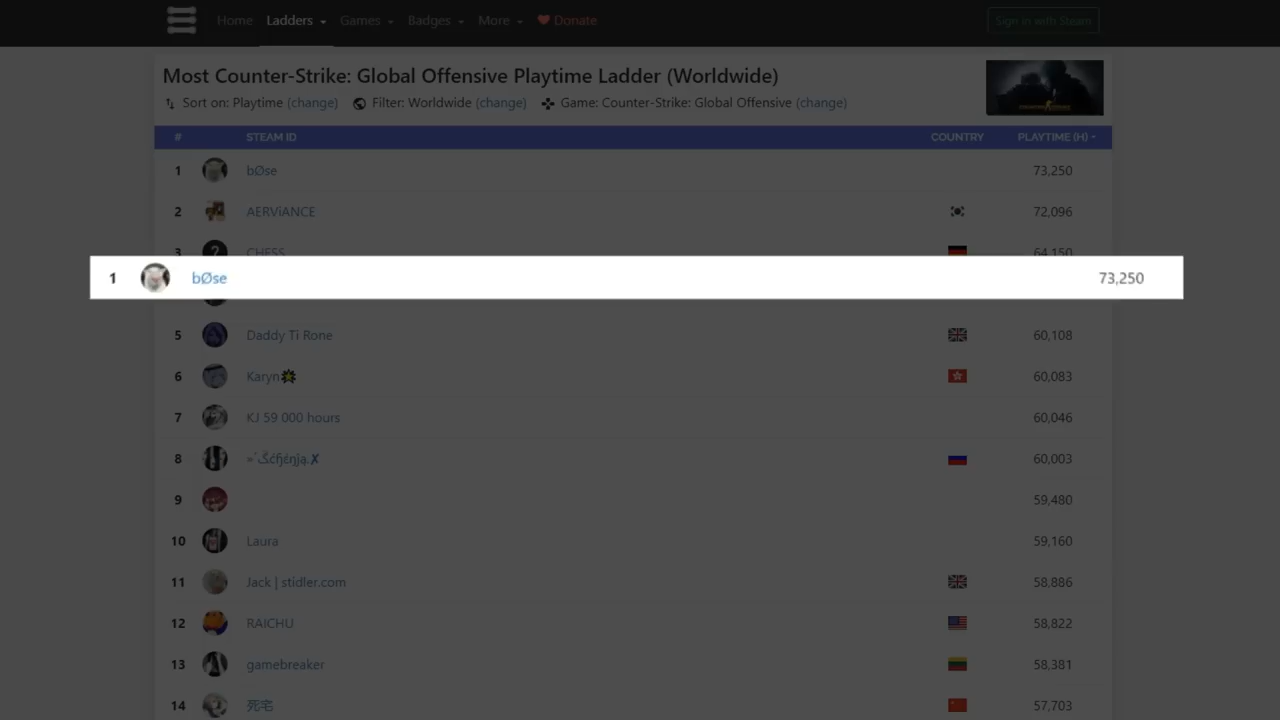 Home Ladders Games Badges More Donate Sign in with Steam
Most Counter-Strike: Global Offensive Playtime Ladder (Worldwide)
Sort on: Playtime (change) Filter: Worldwide (change) Game: Counter-Strike: Global Offensive (change)
# STEAM ID COUNTRY PLAYTIME (H)
1 bØse 73,250
2 AERViANCE 72,096
3 CHESS 64,150
1 bØse 73,250
5 Daddy Ti Rone 60,108
6 Karyn 60,083
7 KJ 59 000 hours 60,046
8 60,003
9 59,480
10 Laura 59,160
11 Jack | stidler.com 58,886
12 RAICHU 58,822
13 gamebreaker 58,381
14 死宅 57,703